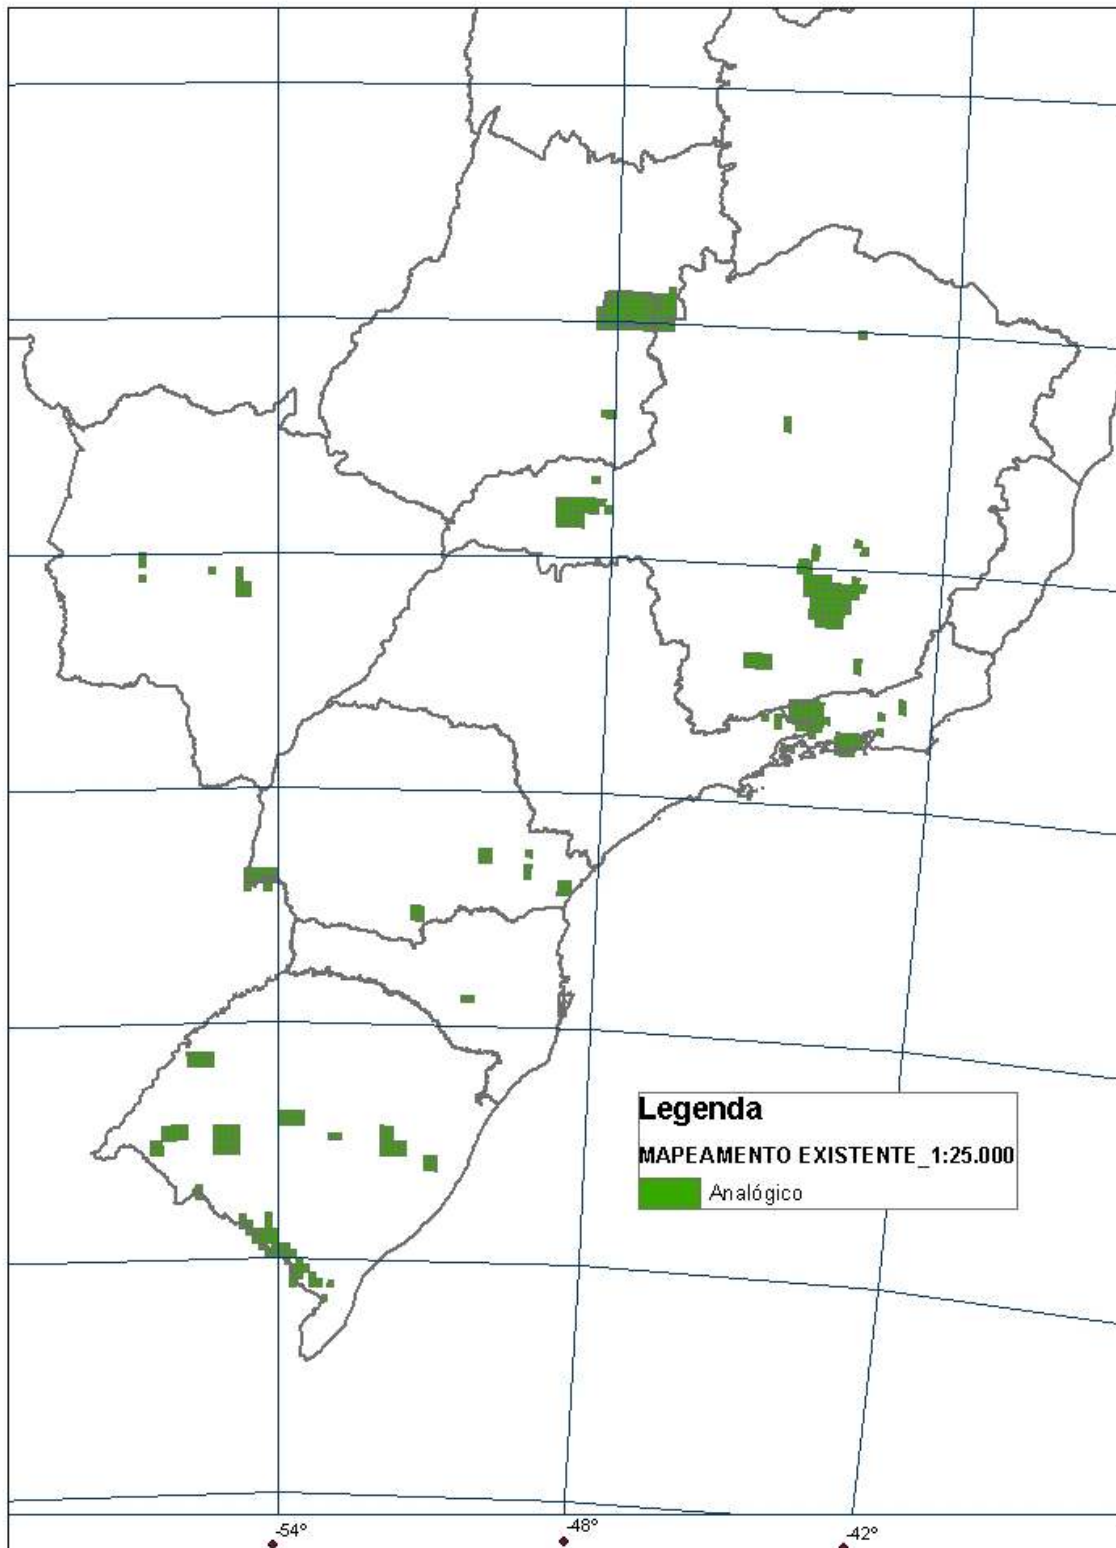 Legenda
MAPEAMENTO EXISTENTE_1:25.000
Analógico
-54°
-48°
-42°